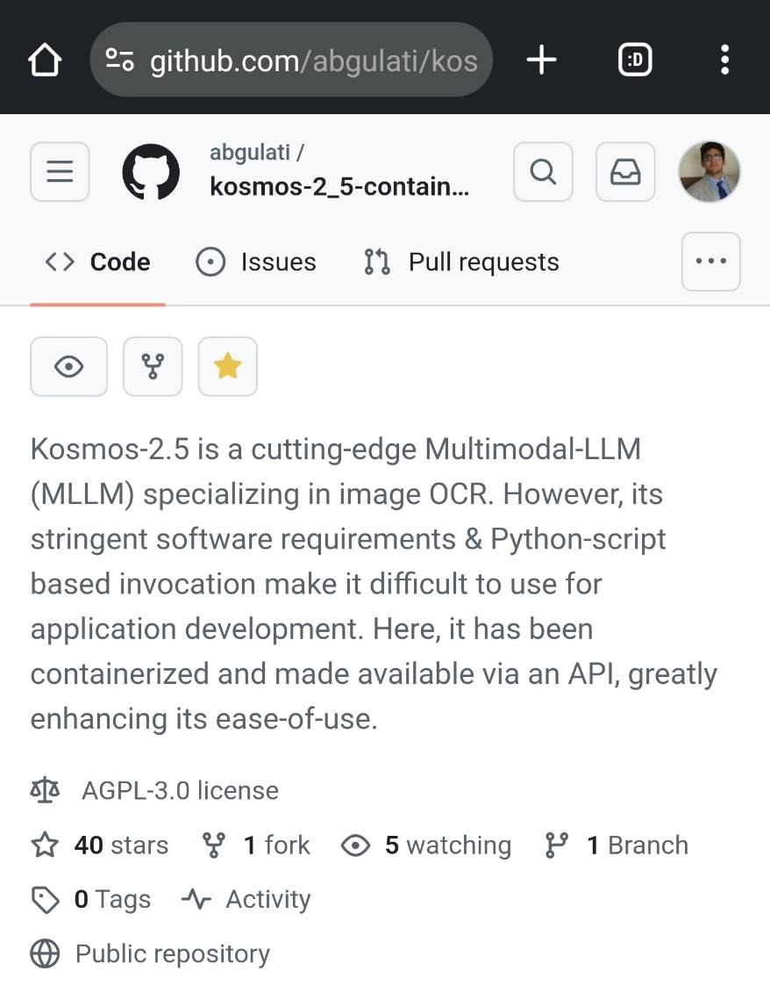 github.com/abgulati/kos
:D
abgulati /
kosmos-2_5-contain...
Code
Issues
Pull requests
Kosmos-2.5 is a cutting-edge Multimodal-LLM
(MLLM) specializing in image OCR. However, its
stringent software requirements & Python-script
based invocation make it difficult to use for
application development. Here, it has been
containerized and made available via an API, greatly
enhancing its ease-of-use.
AGPL-3.0 license
40 stars 1 fork 5 watching 1 Branch
0 Tags Activity
Public repository